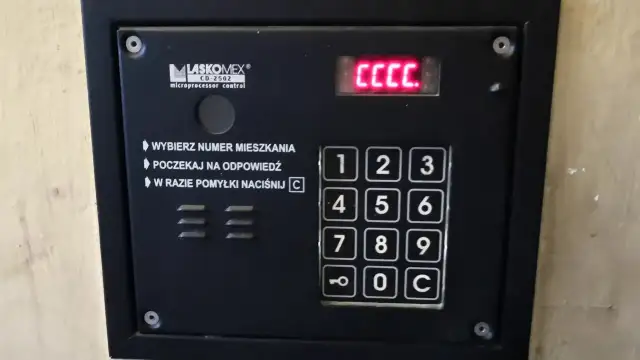 LASKOMEX®
CD-2502
microprocessor control
CCCC.
WYBIERZ NUMER MIESZKANIA
POCZEKAJ NA ODPOWIEDŹ
W RAZIE POMYŁKI NACIŚNIJ C
1 2 3
4 5 6
7 8 9
0 C